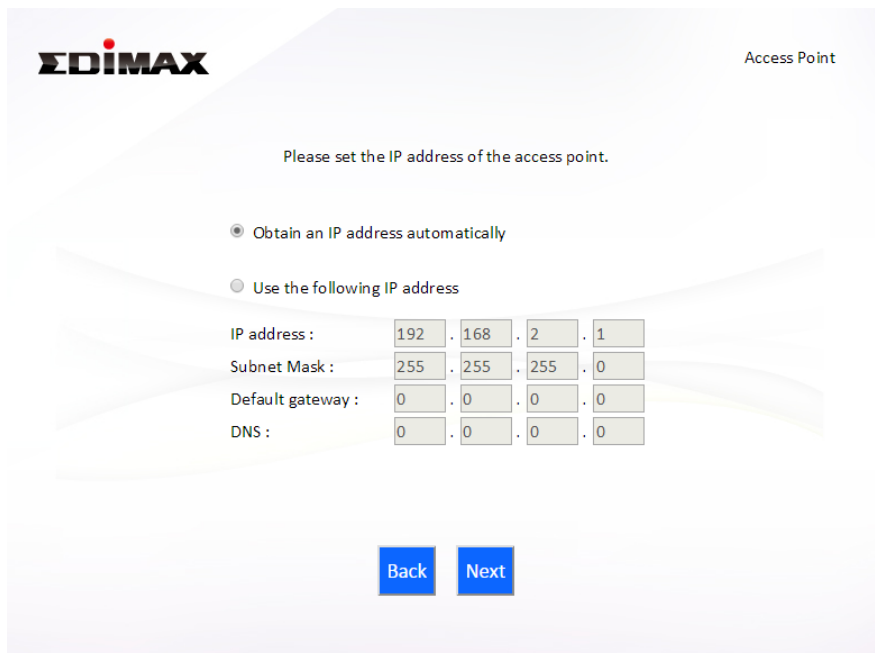 EDIMAX
Access Point
Please set the IP address of the access point.
Obtain an IP address automatically
Use the following IP address
IP address : 192 . 168 . 2 . 1
Subnet Mask : 255 . 255 . 255 . 0
Default gateway : 0 . 0 . 0 . 0
DNS : 0 . 0 . 0 . 0
Back Next